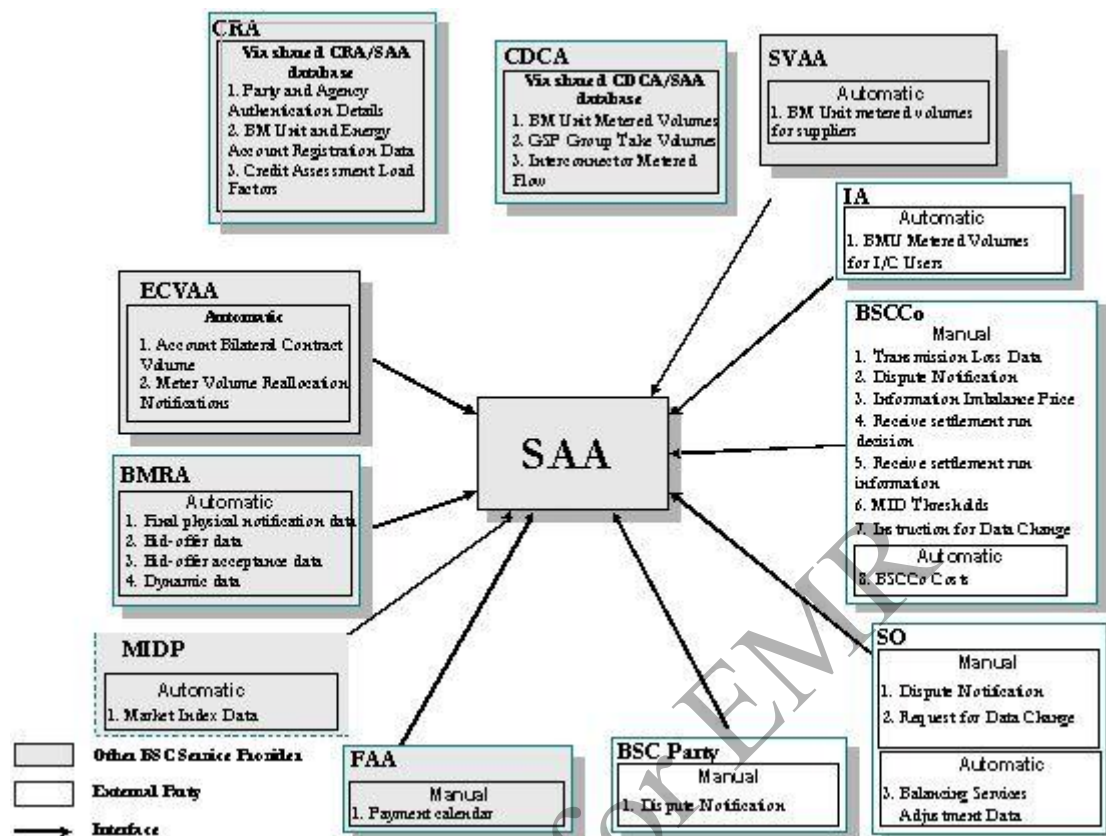 CRA
Via shared CRA/SAA
database
1. Party and Agency
Authentication Details
2. BM Unit and Energy
Account Registration Data
3. Credit Assessment Load
Factors
CDCA
Via shared CDCA/SAA
database
1. BM Unit Metered Volumes
2. GSP Group Take Volumes
3. Interconnector Metered
Flow
SVAA
Automatic
1. BM Unit metered volumes
for suppliers
IA
Automatic
1. BMU Metered Volumes
for I/C Users
ECVAA
Automatic
1. Account Bilateral Contract
Volume
2. Meter Volume Reallocation
Notifications
BSCCo
Manual
1. Transmission Loss Data
2. Dispute Notification
3. Information Imbalance Price
4. Receive settlement run
decision
5. Receive settlement run
information
6. MID Thresholds
7. Instruction for Data Change
Automatic
8. BSCCo Costs
SAA
BMRA
Automatic
1. Final physical notification data
2. Bid-offer data
3. Bid-offer acceptance data
4. Dynamic data
MIDP
Automatic
1. Market Index Data
SO
Manual
1. Dispute Notification
2. Request for Data Change
Automatic
3. Balancing Services
Adjustment Data
FAA
Manual
1. Payment calendar
BSC Party
Manual
1. Dispute Notification
Other BSC Service Provider
External Party
Interface
for EMR